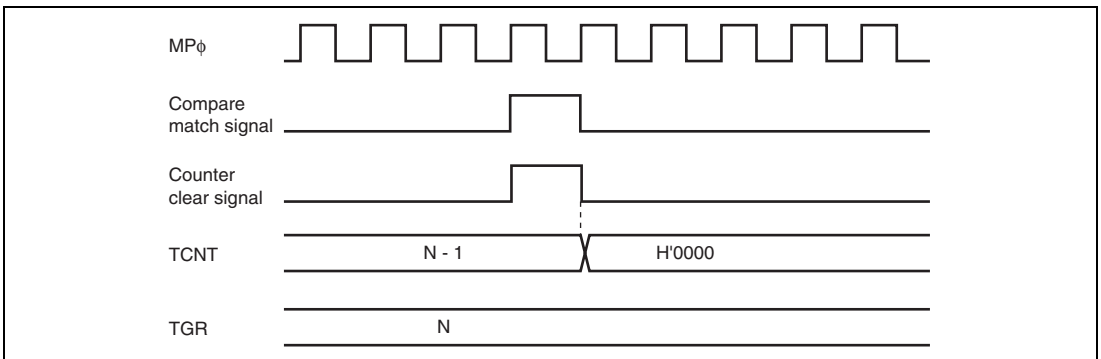 MPϕ
Compare
match signal
Counter
clear signal
TCNT
N - 1
H'0000
TGR
N